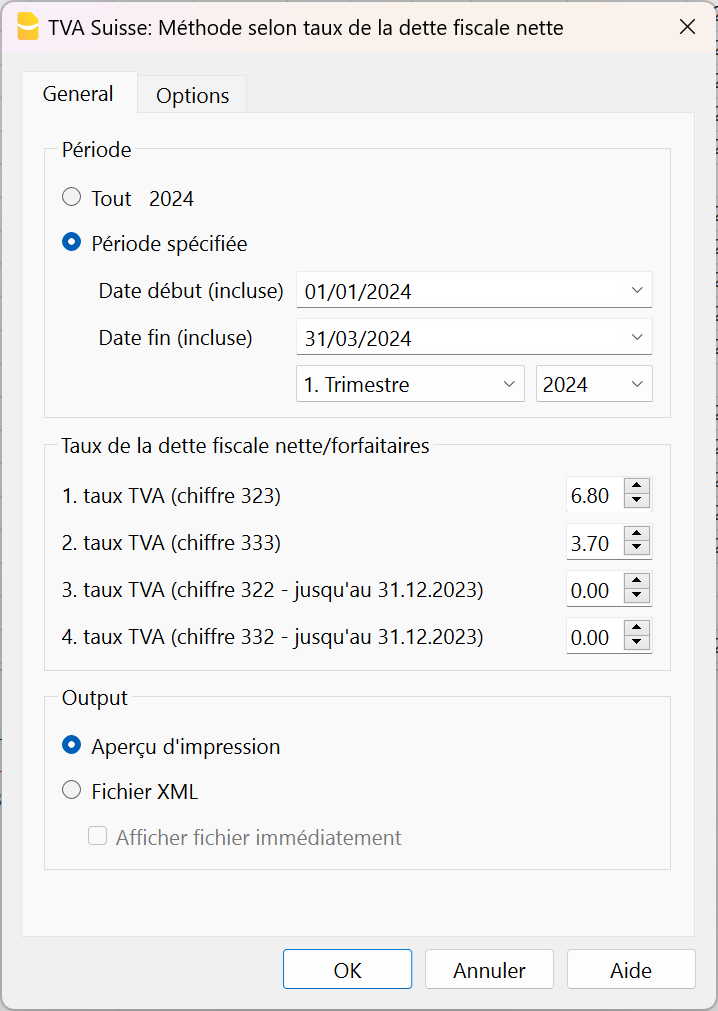 TVA Suisse: Méthode selon taux de la dette fiscale nette
General Options
Période
Tout 2024
Période spécifiée
Date début (incluse) 01/01/2024
Date fin (incluse) 31/03/2024
1. Trimestre 2024
Taux de la dette fiscale nette/forfaitaires
1. taux TVA (chiffre 323) 6.80
2. taux TVA (chiffre 333) 3.70
3. taux TVA (chiffre 322 - jusqu'au 31.12.2023) 0.00
4. taux TVA (chiffre 332 - jusqu'au 31.12.2023) 0.00
Output
Aperçu d'impression
Fichier XML
Afficher fichier immédiatement
OK Annuler Aide